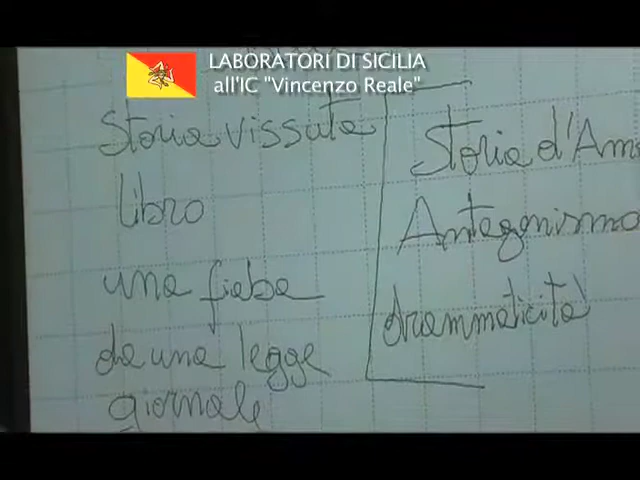 LABORATORI DI SICILIA
all'IC "Vincenzo Reale"
Storia vissuta
libro
una fiaba
da una legge
giornale
Storia d'Am
Antagonismo
drammaticità